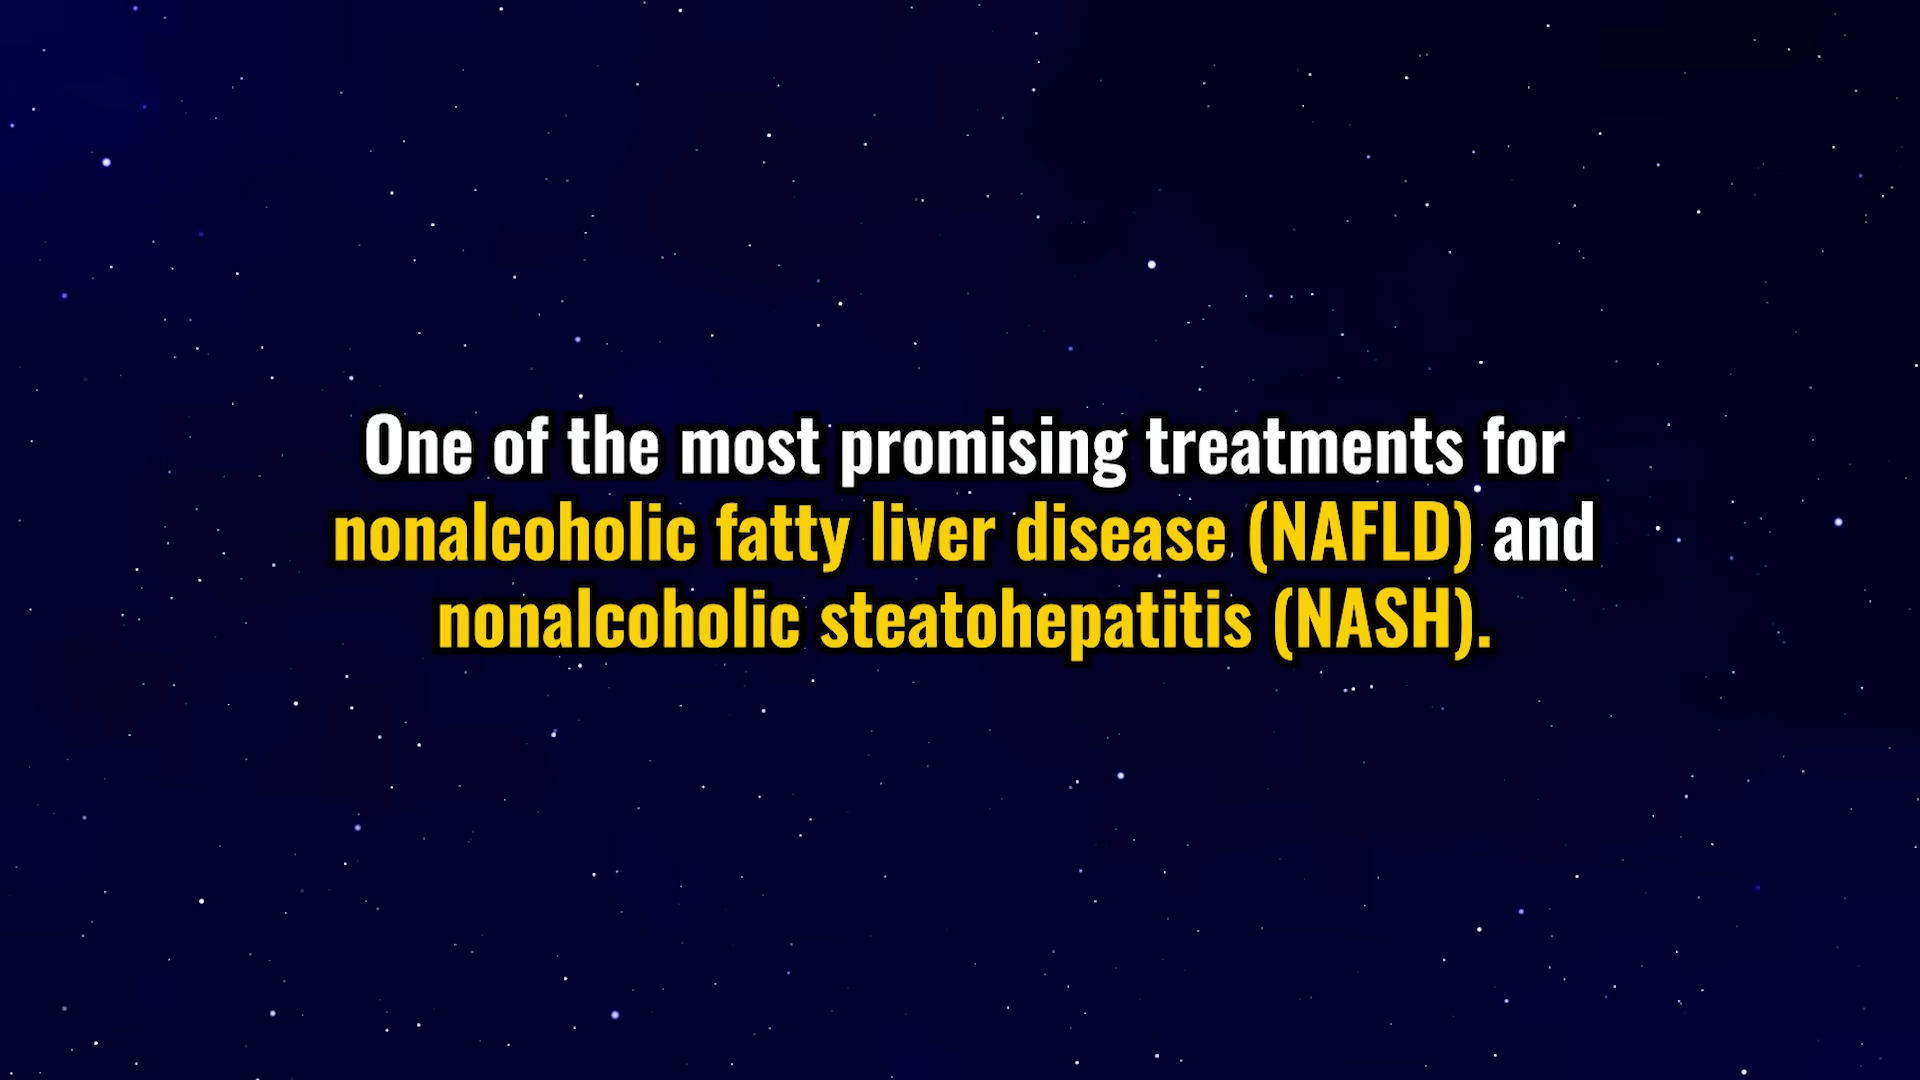 One of the most promising treatments for
nonalcoholic fatty liver disease (NAFLD) and
nonalcoholic steatohepatitis (NASH).